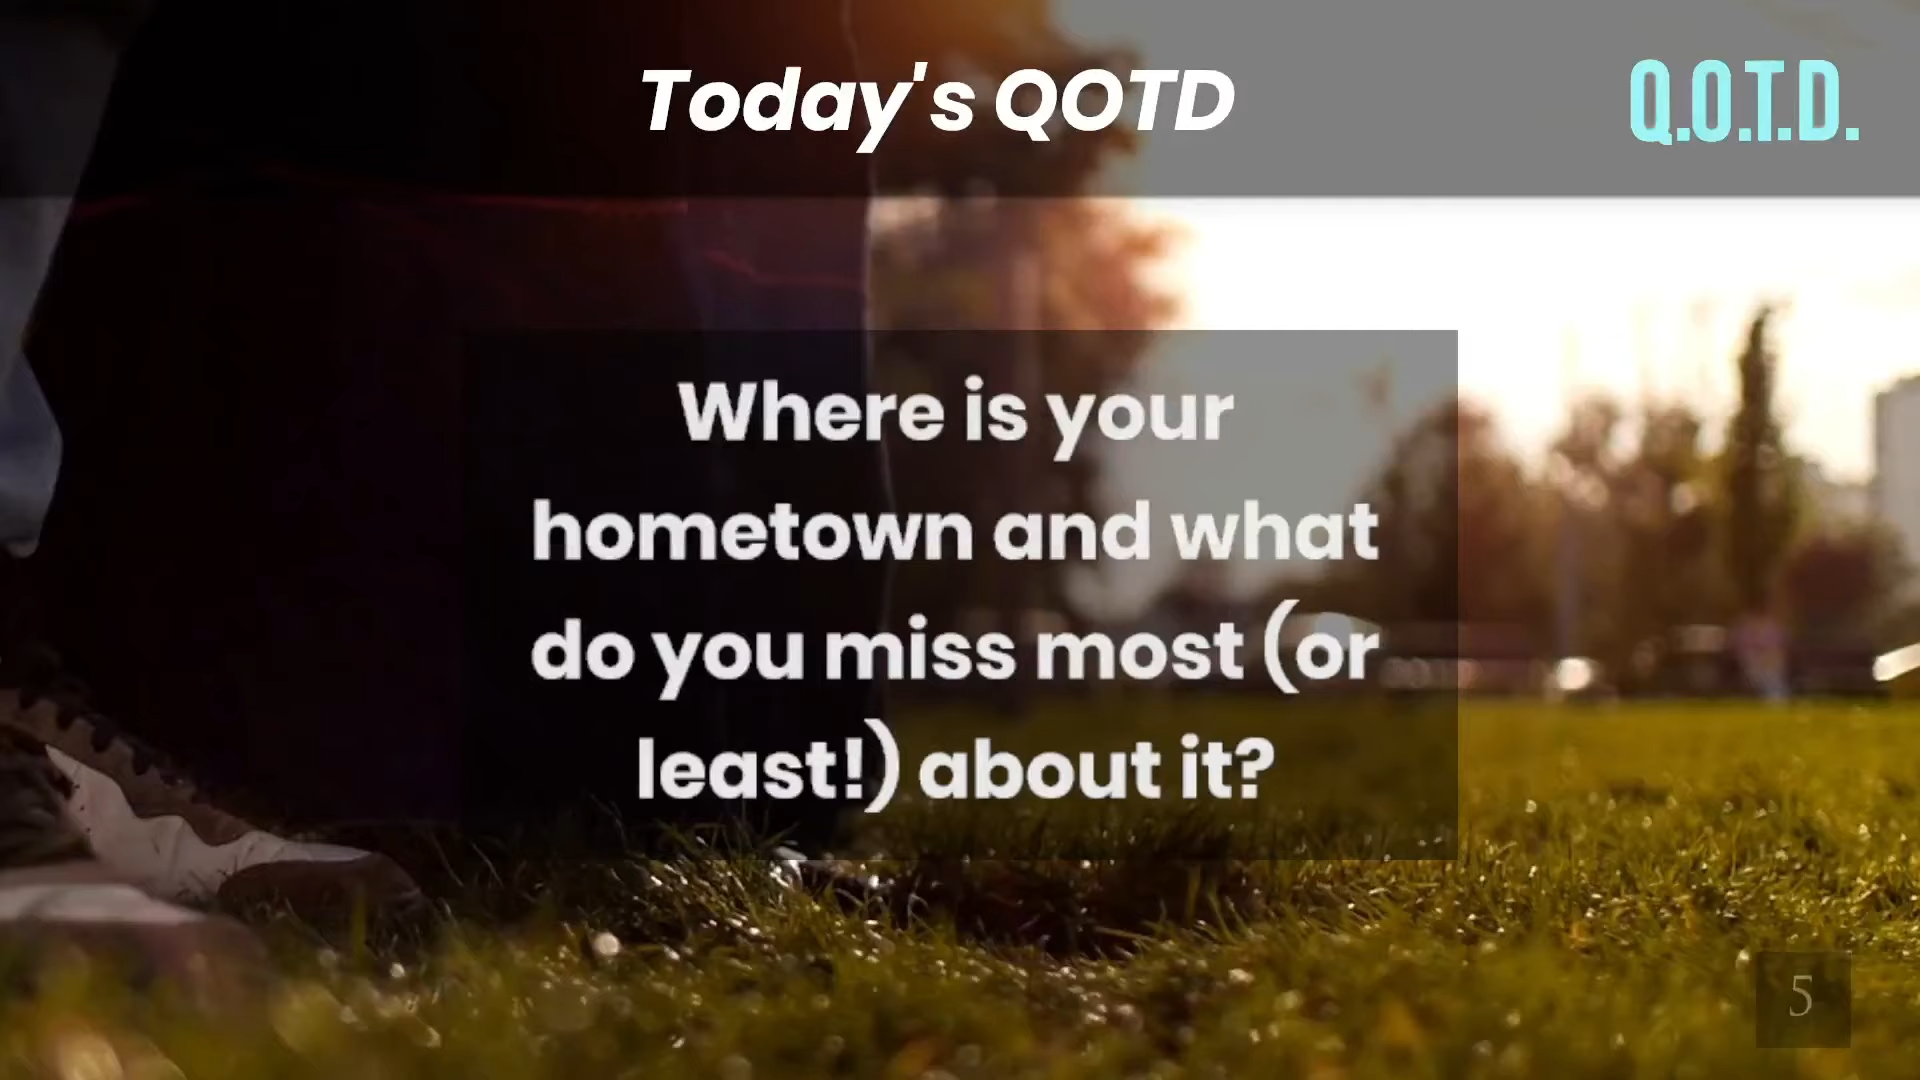 Today's QOTD
Q.O.T.D.
Where is your
hometown and what
do you miss most (or
least!) about it?
5